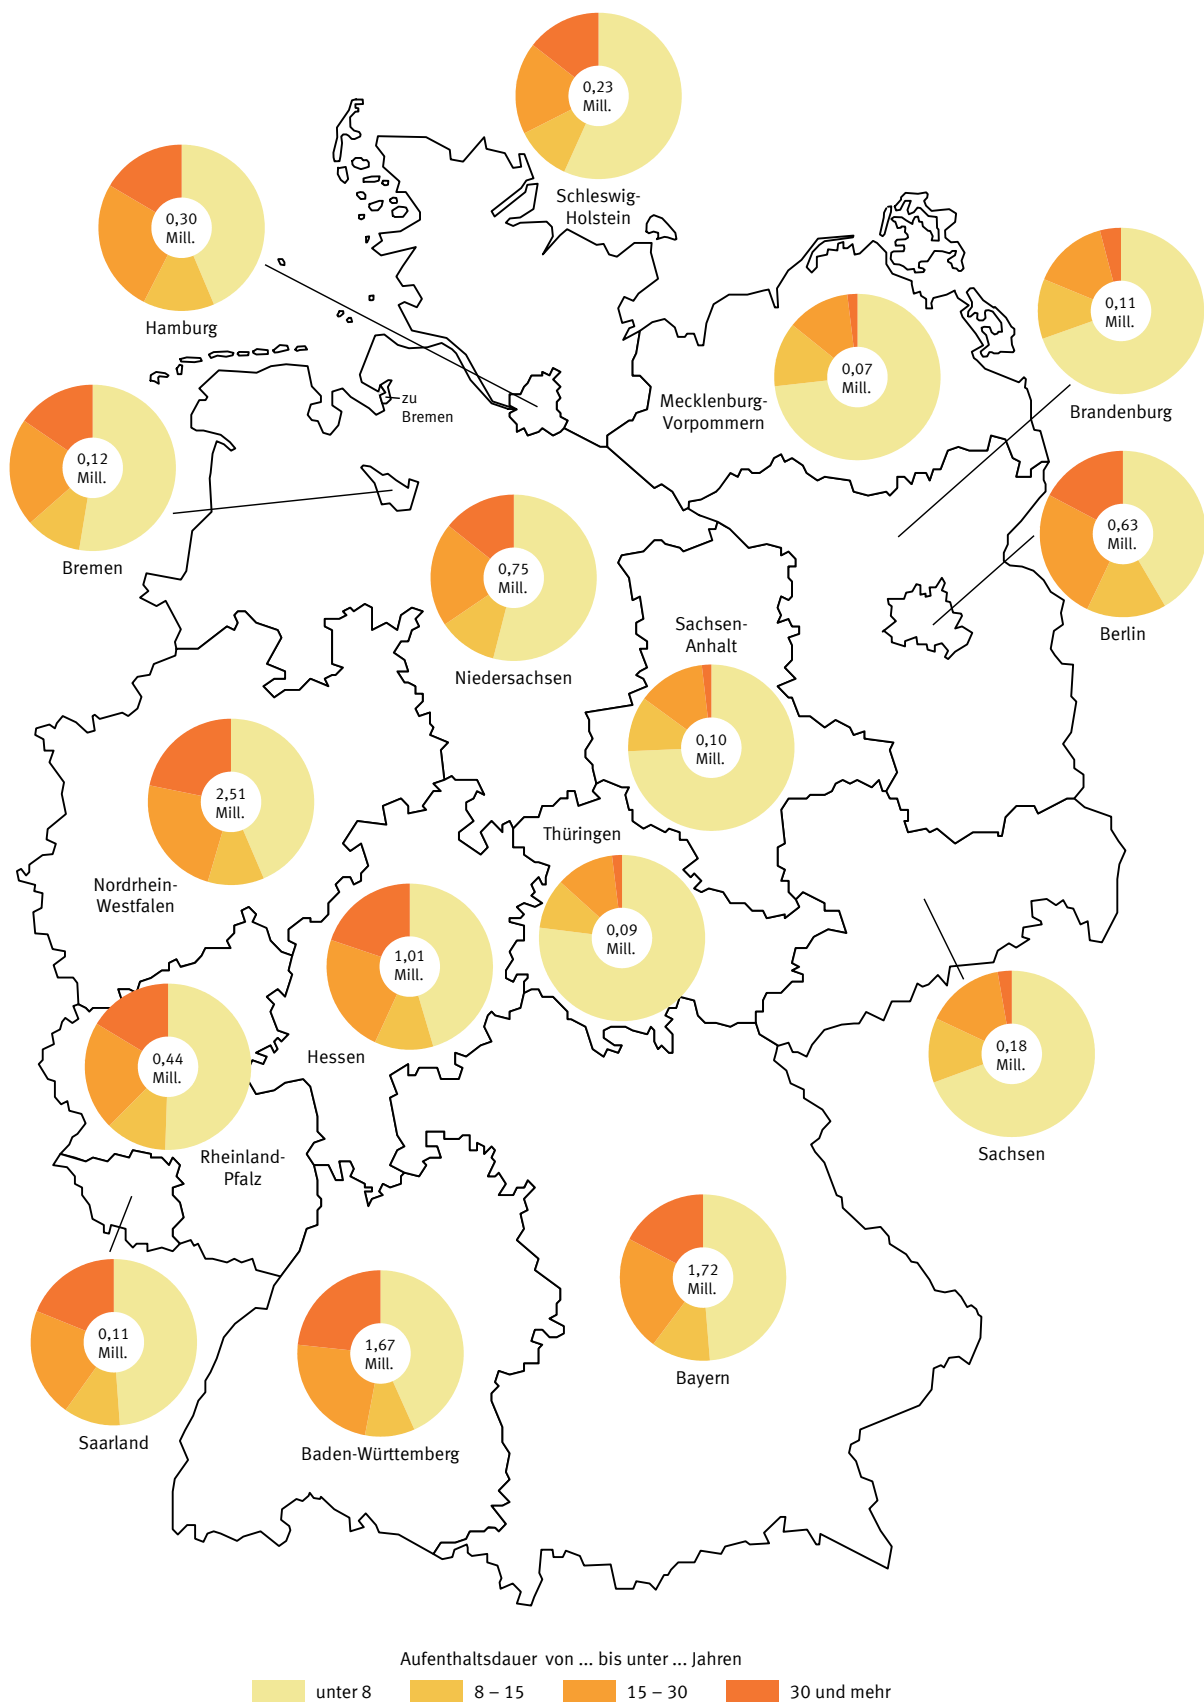 0,23
Mill.
Schleswig-
Holstein
0,30
Mill.
Hamburg
0,11
Mill.
Brandenburg
0,07
Mill.
Mecklenburg-
Vorpommern
zu
Bremen
0,12
Mill.
Bremen
0,63
Mill.
Berlin
0,75
Mill.
Niedersachsen
Sachsen-
Anhalt
0,10
Mill.
2,51
Mill.
Nordrhein-
Westfalen
Thüringen
0,09
Mill.
1,01
Mill.
Hessen
0,44
Mill.
Rheinland-
Pfalz
0,18
Mill.
Sachsen
1,72
Mill.
Bayern
0,11
Mill.
Saarland
1,67
Mill.
Baden-Württemberg
Aufenthaltsdauer von ... bis unter ... Jahren
unter 8 8 – 15 15 – 30 30 und mehr